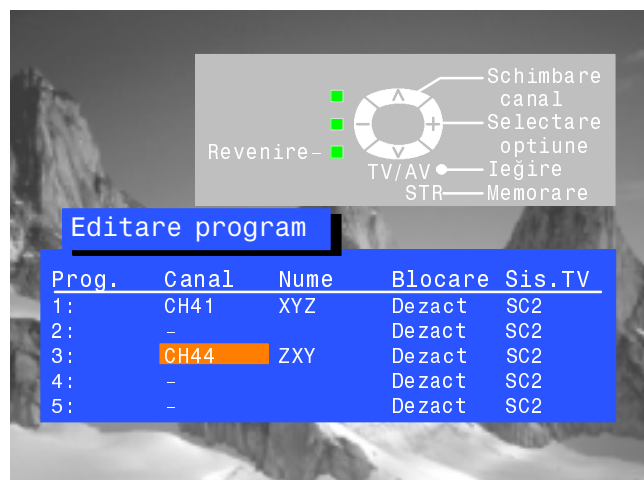 Schimbare
canal
Selectare
optiune
Revenire-
TV/AV
Ieğire
STR
Memorare
Editare program
Prog. Canal Nume Blocare Sis.TV
1: CH41 XYZ Dezact SC2
2: - Dezact SC2
3: CH44 ZXY Dezact SC2
4: - Dezact SC2
5: - Dezact SC2